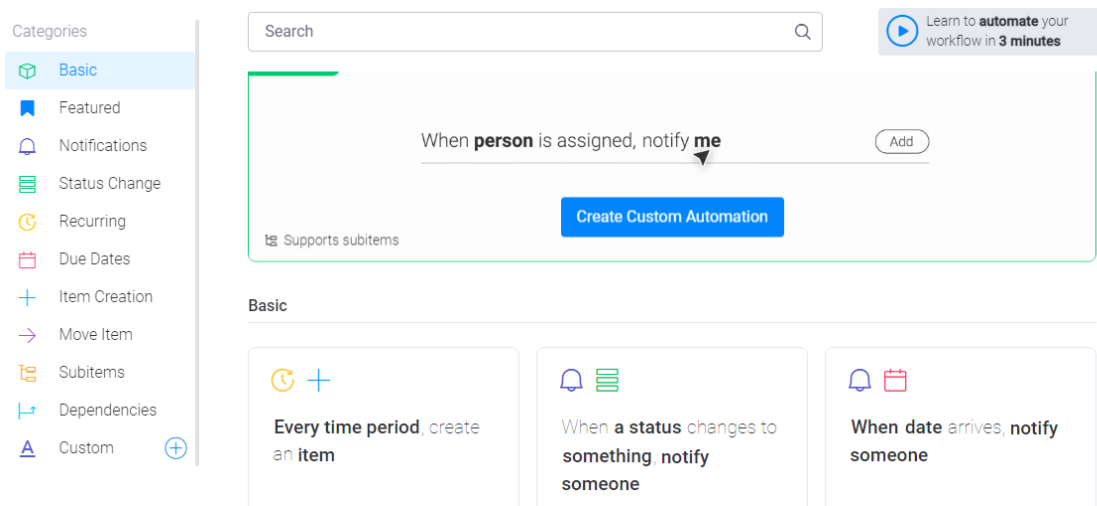 Categories
Basic
Featured
Notifications
Status Change
Recurring
Due Dates
Item Creation
Move Item
Subitems
Dependencies
Custom
Search
Learn to automate your
workflow in 3 minutes
When person is assigned, notify me
Add
Create Custom Automation
Supports subitems
Basic
Every time period, create
an item
When a status changes to
something, notify
someone
When date arrives, notify
someone